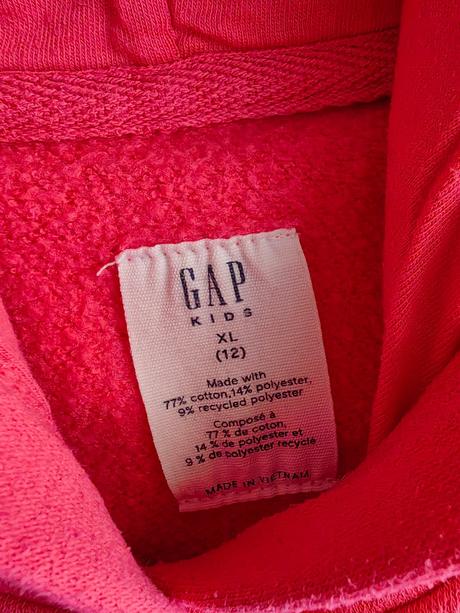 GAP
KIDS
XL
(12)
Made with
77% cotton,14% polyester,
9% recycled polyester
Composé à
77 % de coton,
14 % de polyester et
9 % de polyester recyclé
MADE IN VIETNAM